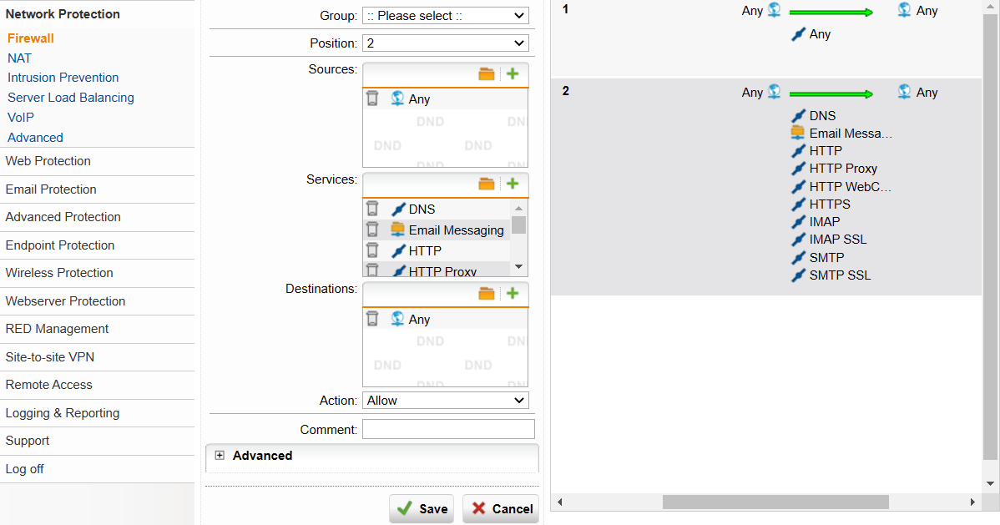 Network Protection
Firewall
NAT
Intrusion Prevention
Server Load Balancing
VoIP
Advanced
Web Protection
Email Protection
Advanced Protection
Endpoint Protection
Wireless Protection
Webserver Protection
RED Management
Site-to-site VPN
Remote Access
Logging & Reporting
Support
Log off
Group: :: Please select ::
Position: 2
Sources:
Any
DND DND
DND DND
DND DND
Services:
DNS
Email Messaging
HTTP
HTTP Proxy
Destinations:
Any
DND DND
DND DND
DND DND
Action: Allow
Comment:
Advanced
Save Cancel
1 Any Any
Any
2 Any Any
DNS
Email Messa...
HTTP
HTTP Proxy
HTTP WebC...
HTTPS
IMAP
IMAP SSL
SMTP
SMTP SSL